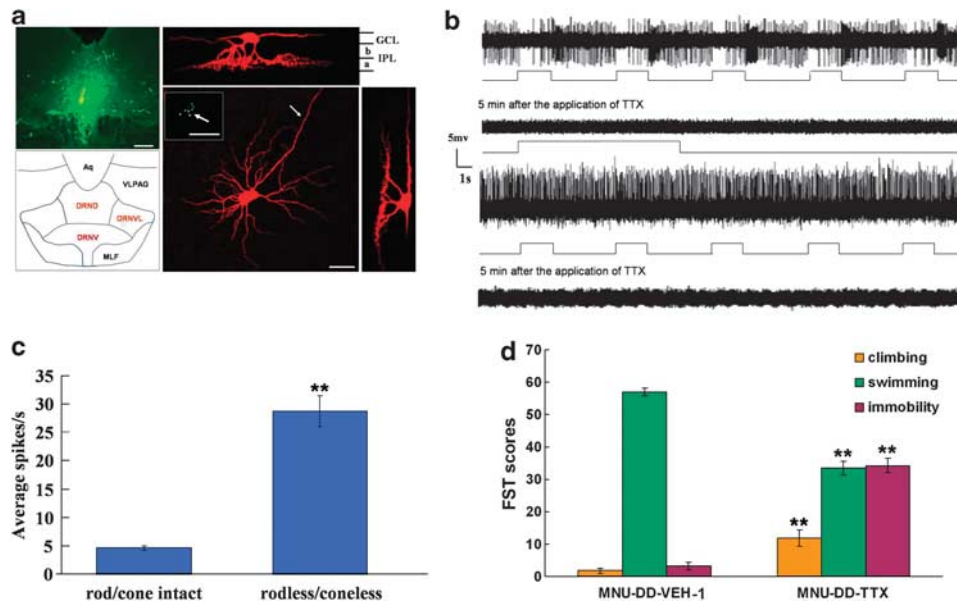 a
GCL
b
IPL
a
Aq
VLPAG
DRND
DRNVL
DRNV
MLF
b
5 min after the application of TTX
5mv
1s
5 min after the application of TTX
c
Average spikes/s
35
30
25
20
15
10
5
0
**
rod/cone intact
rodless/coneless
d
FST scores
70
60
50
40
30
20
10
0
climbing
swimming
immobility
**
**
**
MNU-DD-VEH-1
MNU-DD-TTX